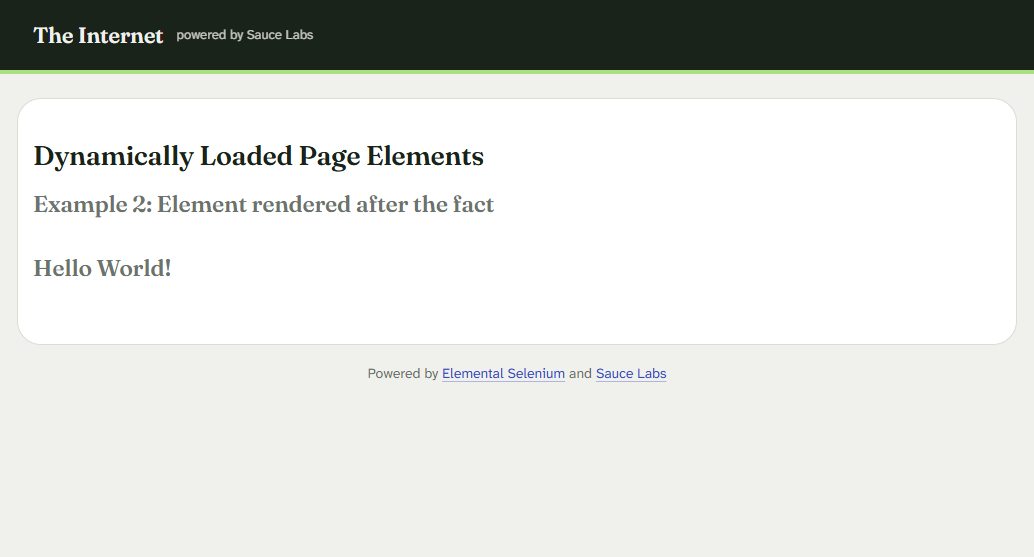 The Internet powered by Sauce Labs
Dynamically Loaded Page Elements
Example 2: Element rendered after the fact
Hello World!
Powered by Elemental Selenium and Sauce Labs